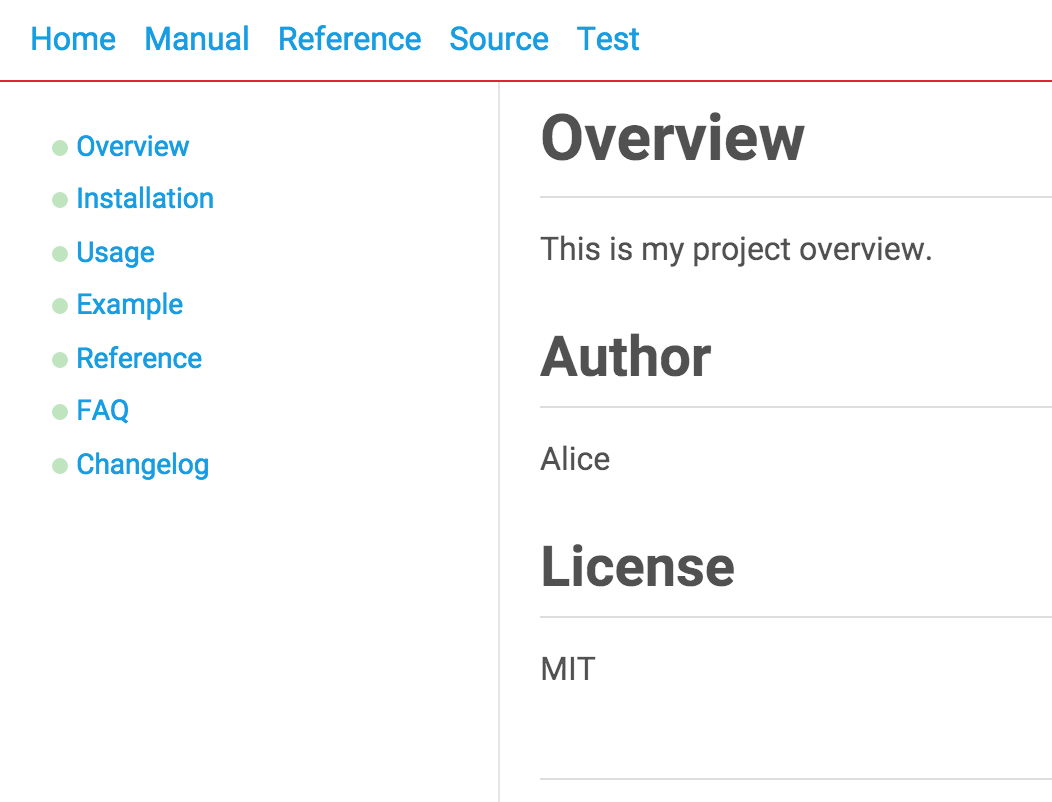 Home Manual Reference Source Test
Overview
Installation
Usage
Example
Reference
FAQ
Changelog
Overview
This is my project overview.
Author
Alice
License
MIT